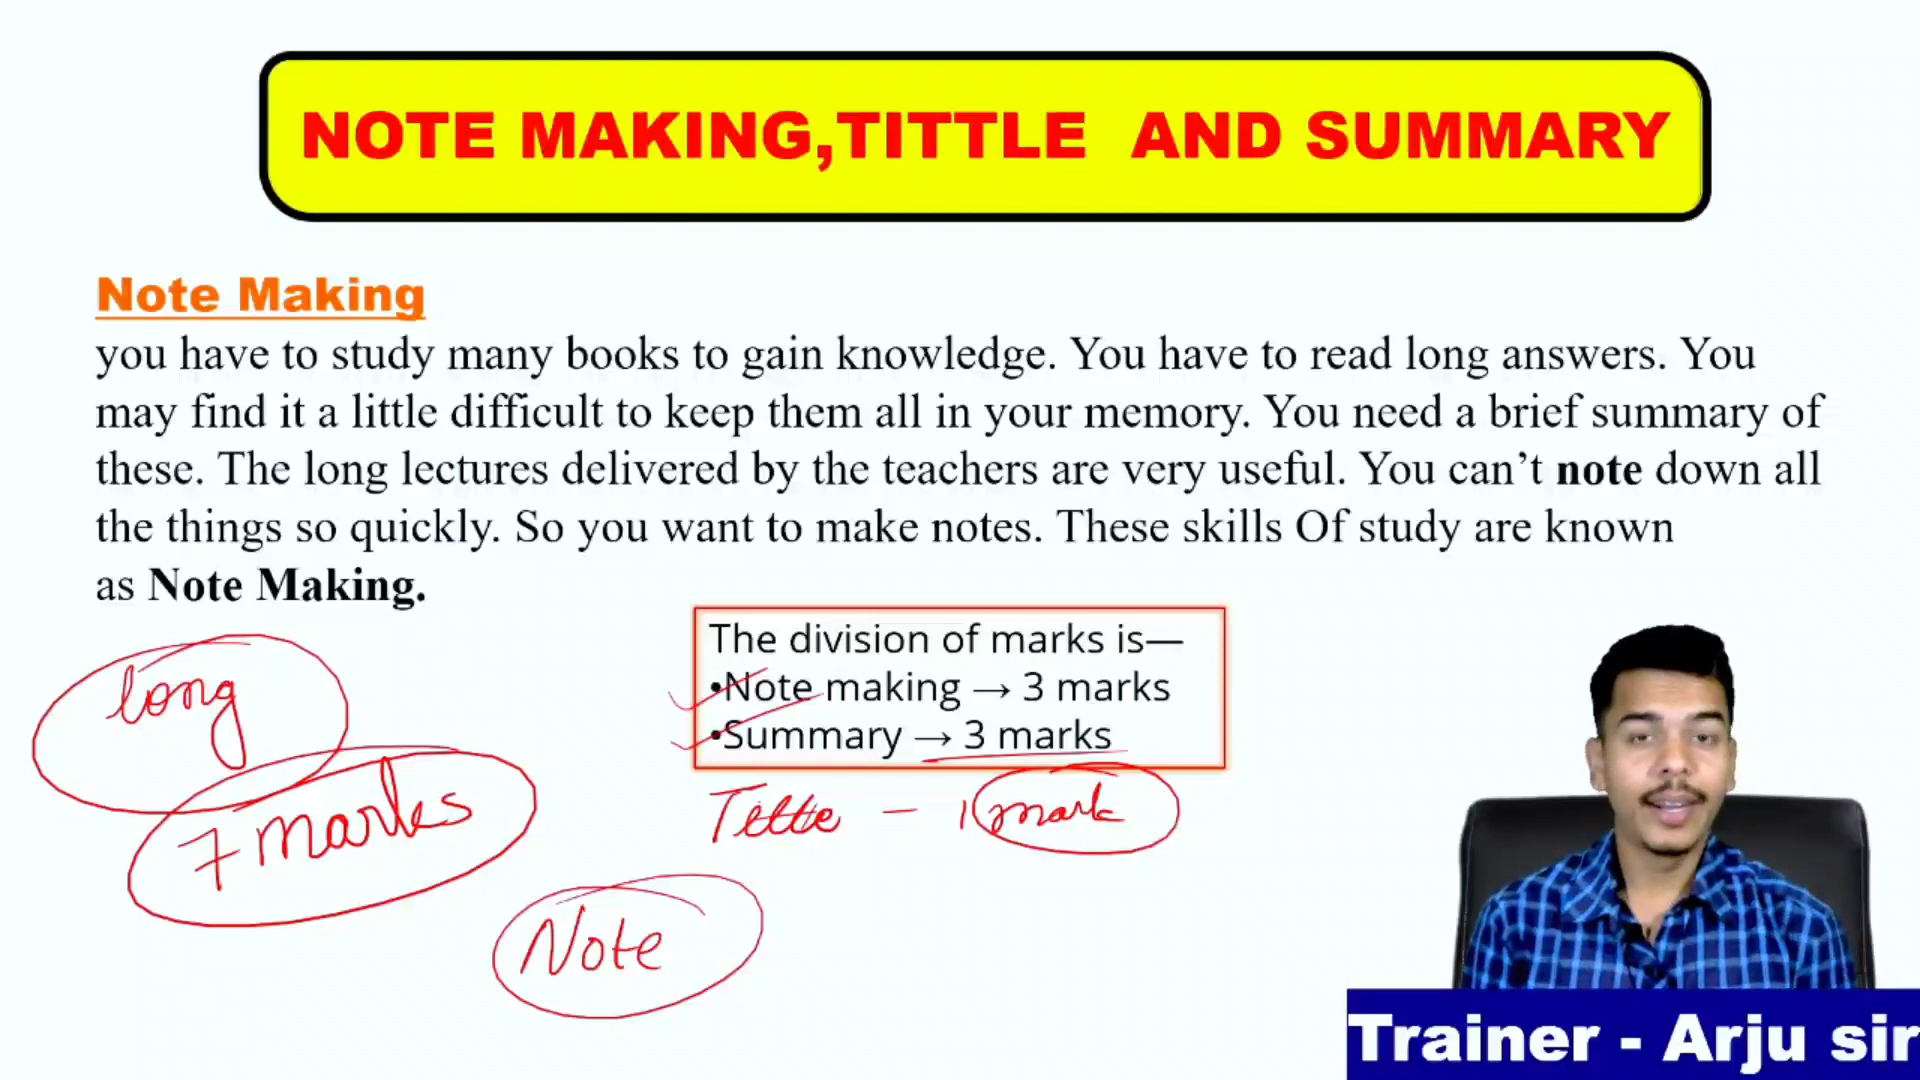 NOTE MAKING,TITTLE AND SUMMARY
Note Making
you have to study many books to gain knowledge. You have to read long answers. You
may find it a little difficult to keep them all in your memory. You need a brief summary of
these. The long lectures delivered by the teachers are very useful. You can’t note down all
the things so quickly. So you want to make notes. These skills Of study are known
as Note Making.
The division of marks is—
•Note making → 3 marks
•Summary → 3 marks
long
7 marks
Tittle – 1 mark
Note
Trainer - Arju sir